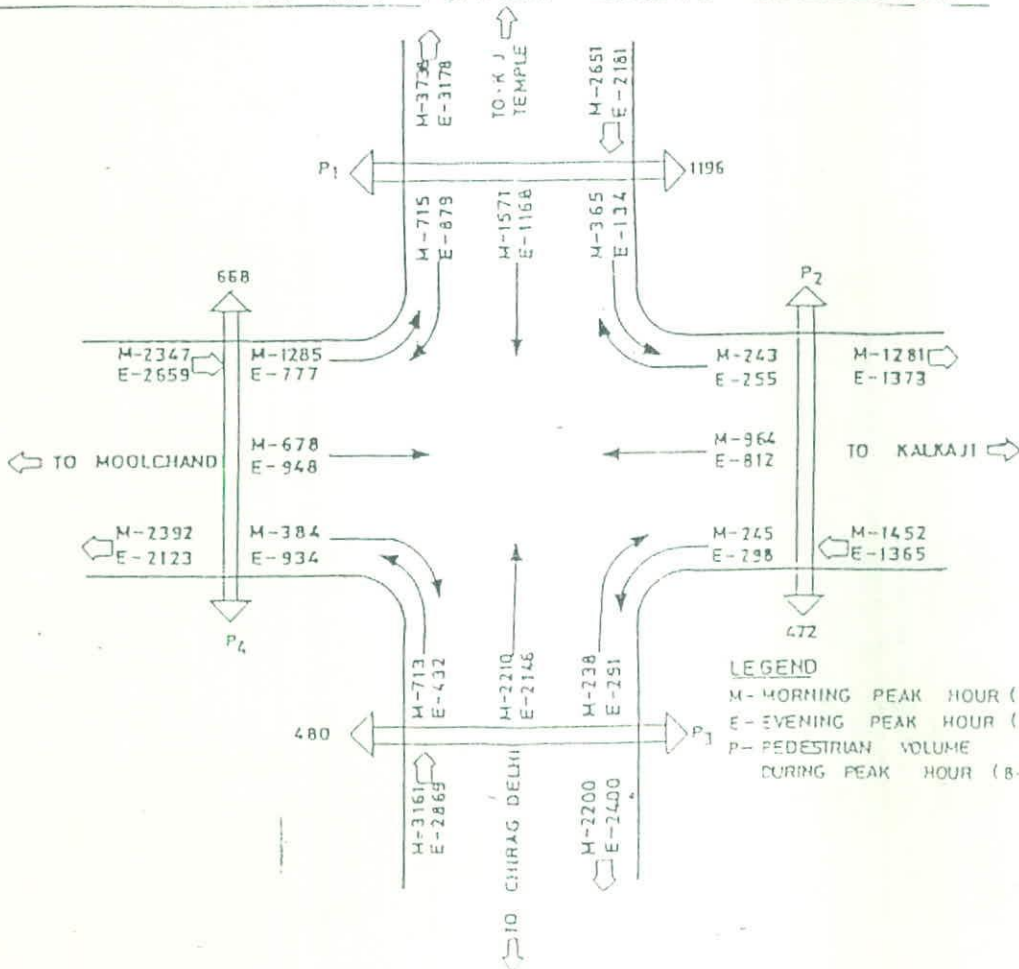 M-3738
E-3178
TO-K J
TEMPLE
M-2651
E-2181
P1
1196
M-715
E-879
M-1571
E-1168
M-365
E-134
668
P2
M-2347
E-2659
M-1285
E-777
M-243
E-255
M-1281
E-1373
TO MOOLCHAND
M-678
E-948
M-964
E-812
TO KALKAJI
M-2392
E-2123
M-384
E-934
M-245
E-298
M-1452
E-1365
P4
472
M-713
E-432
M-2210
E-2146
M-238
E-291
LEGEND
M-MORNING PEAK HOUR (
E-EVENING PEAK HOUR (
P-PEDESTRIAN VOLUME
DURING PEAK HOUR (8-
480
P3
M-3161
E-2869
TO CHIRAG DELHI
M-2200
E-2400